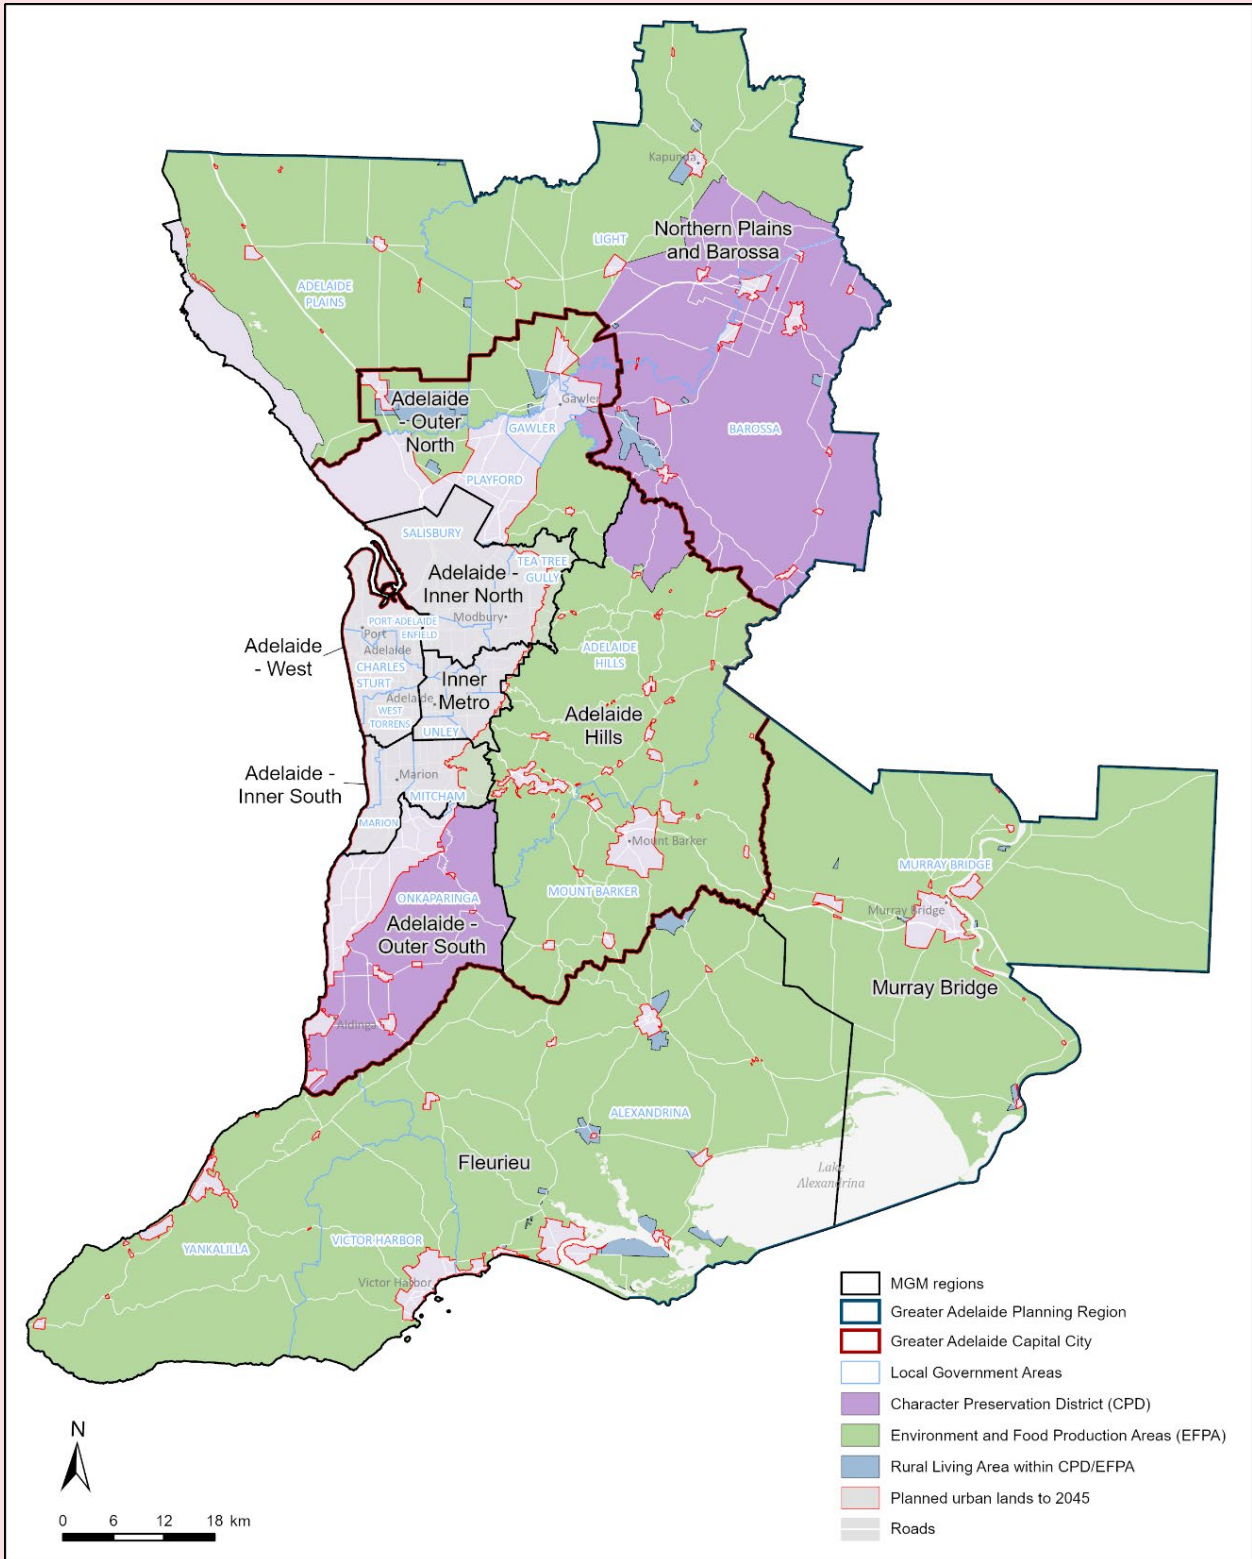 Kapunda
Northern Plains
and Barossa
LIGHT
ADELAIDE
PLAINS
Adelaide
- Outer
North
Gawler
GAWLER
BAROSSA
PLAYFORD
SALISBURY
TEA TREE
GULLY
Adelaide -
Inner North
Modbury
PORT ADELAIDE
ENFIELD
Port
Adelaide
Adelaide
- West
CHARLES
STURT
ADELAIDE
HILLS
Inner
Metro
Adelaide
WEST
TORRENS
UNLEY
Adelaide
Hills
Adelaide -
Inner South
Marion
MITCHAM
MARION
Mount Barker
MOUNT BARKER
MURRAY BRIDGE
Murray Bridge
ONKAPARINGA
Adelaide -
Outer South
Murray Bridge
Aldinga
ALEXANDRINA
Fleurieu
Lake
Alexandrina
YANKALILLA
VICTOR HARBOR
Victor Harbor
MGM regions
Greater Adelaide Planning Region
Greater Adelaide Capital City
Local Government Areas
Character Preservation District (CPD)
Environment and Food Production Areas (EFPA)
Rural Living Area within CPD/EFPA
Planned urban lands to 2045
Roads
N
0 6 12 18 km